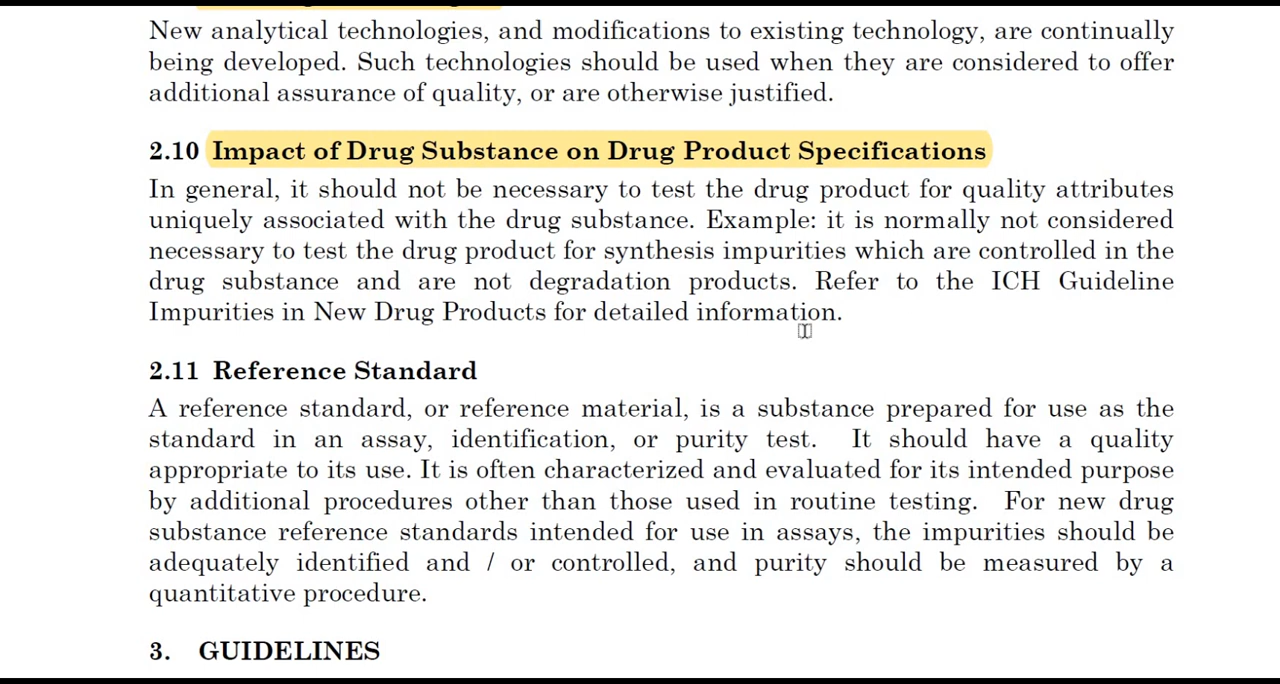 New analytical technologies, and modifications to existing technology, are continually
being developed. Such technologies should be used when they are considered to offer
additional assurance of quality, or are otherwise justified.
2.10 Impact of Drug Substance on Drug Product Specifications
In general, it should not be necessary to test the drug product for quality attributes
uniquely associated with the drug substance. Example: it is normally not considered
necessary to test the drug product for synthesis impurities which are controlled in the
drug substance and are not degradation products. Refer to the ICH Guideline
Impurities in New Drug Products for detailed information.
2.11 Reference Standard
A reference standard, or reference material, is a substance prepared for use as the
standard in an assay, identification, or purity test. It should have a quality
appropriate to its use. It is often characterized and evaluated for its intended purpose
by additional procedures other than those used in routine testing. For new drug
substance reference standards intended for use in assays, the impurities should be
adequately identified and / or controlled, and purity should be measured by a
quantitative procedure.
3. GUIDELINES